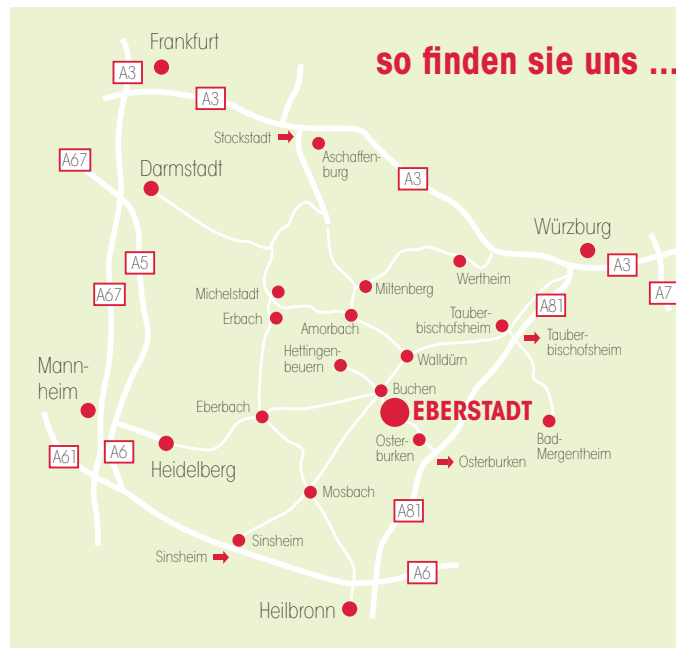 so finden sie uns ...
Frankfurt
A3
A3
Stockstadt
Aschaffen-
burg
A67
Darmstadt
A3
Würzburg
A5
A3
A67
A7
Michelstadt
Miltenberg
Wertheim
A81
Erbach
Amorbach
Tauber-
bischofsheim
Tauber-
bischofsheim
Hettingen-
beuern
Walldürn
Mann-
heim
Buchen
Eberbach
EBERSTADT
A61
A6
Heidelberg
Oster-
burken
Osterburken
Bad-
Mergentheim
Mosbach
A81
Sinsheim
Sinsheim
A6
Heilbronn